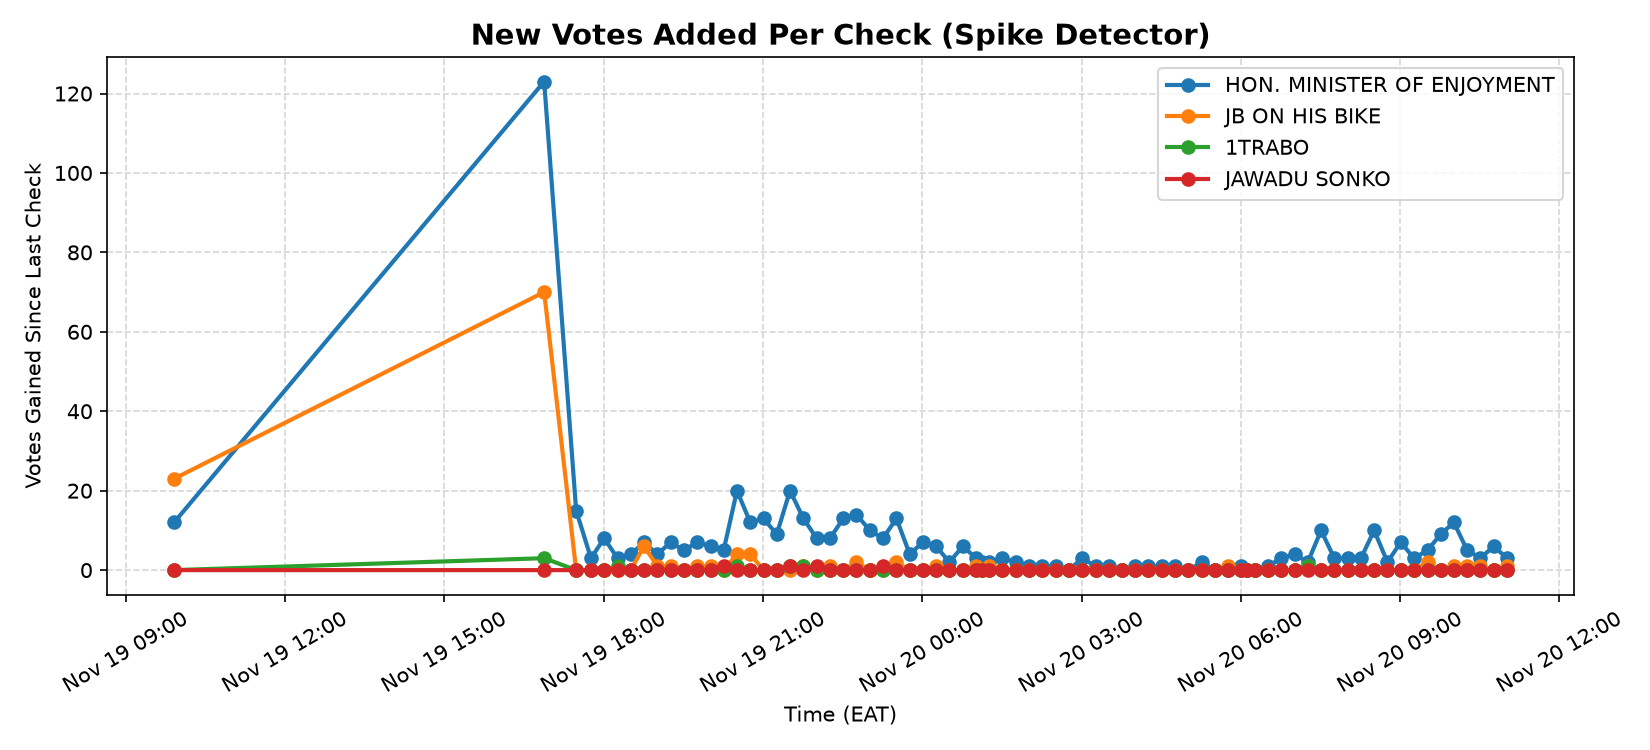 New Votes Added Per Check (Spike Detector)
HON. MINISTER OF ENJOYMENT
JB ON HIS BIKE
1TRABO
JAWADU SONKO
Votes Gained Since Last Check
120
100
80
60
40
20
0
Nov 19 09:00
Nov 19 12:00
Nov 19 15:00
Nov 19 18:00
Nov 19 21:00
Nov 20 00:00
Nov 20 03:00
Nov 20 06:00
Nov 20 09:00
Nov 20 12:00
Time (EAT)